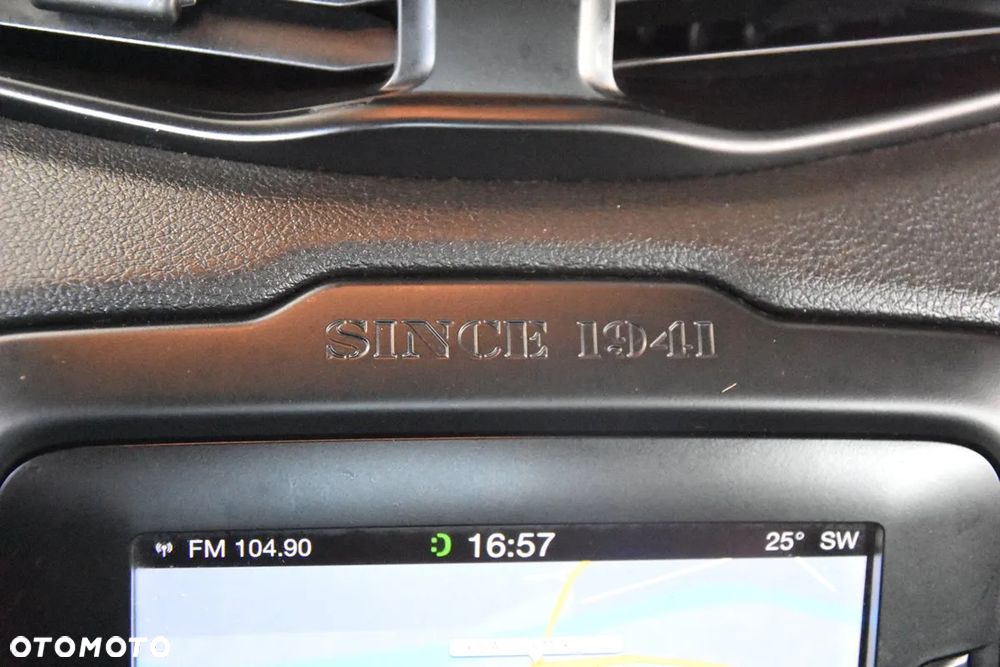 SINCE 1941
FM 104.90 16:57 25° SW
OTOMOTO